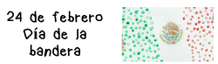 24 de febrero
Día de la
bandera